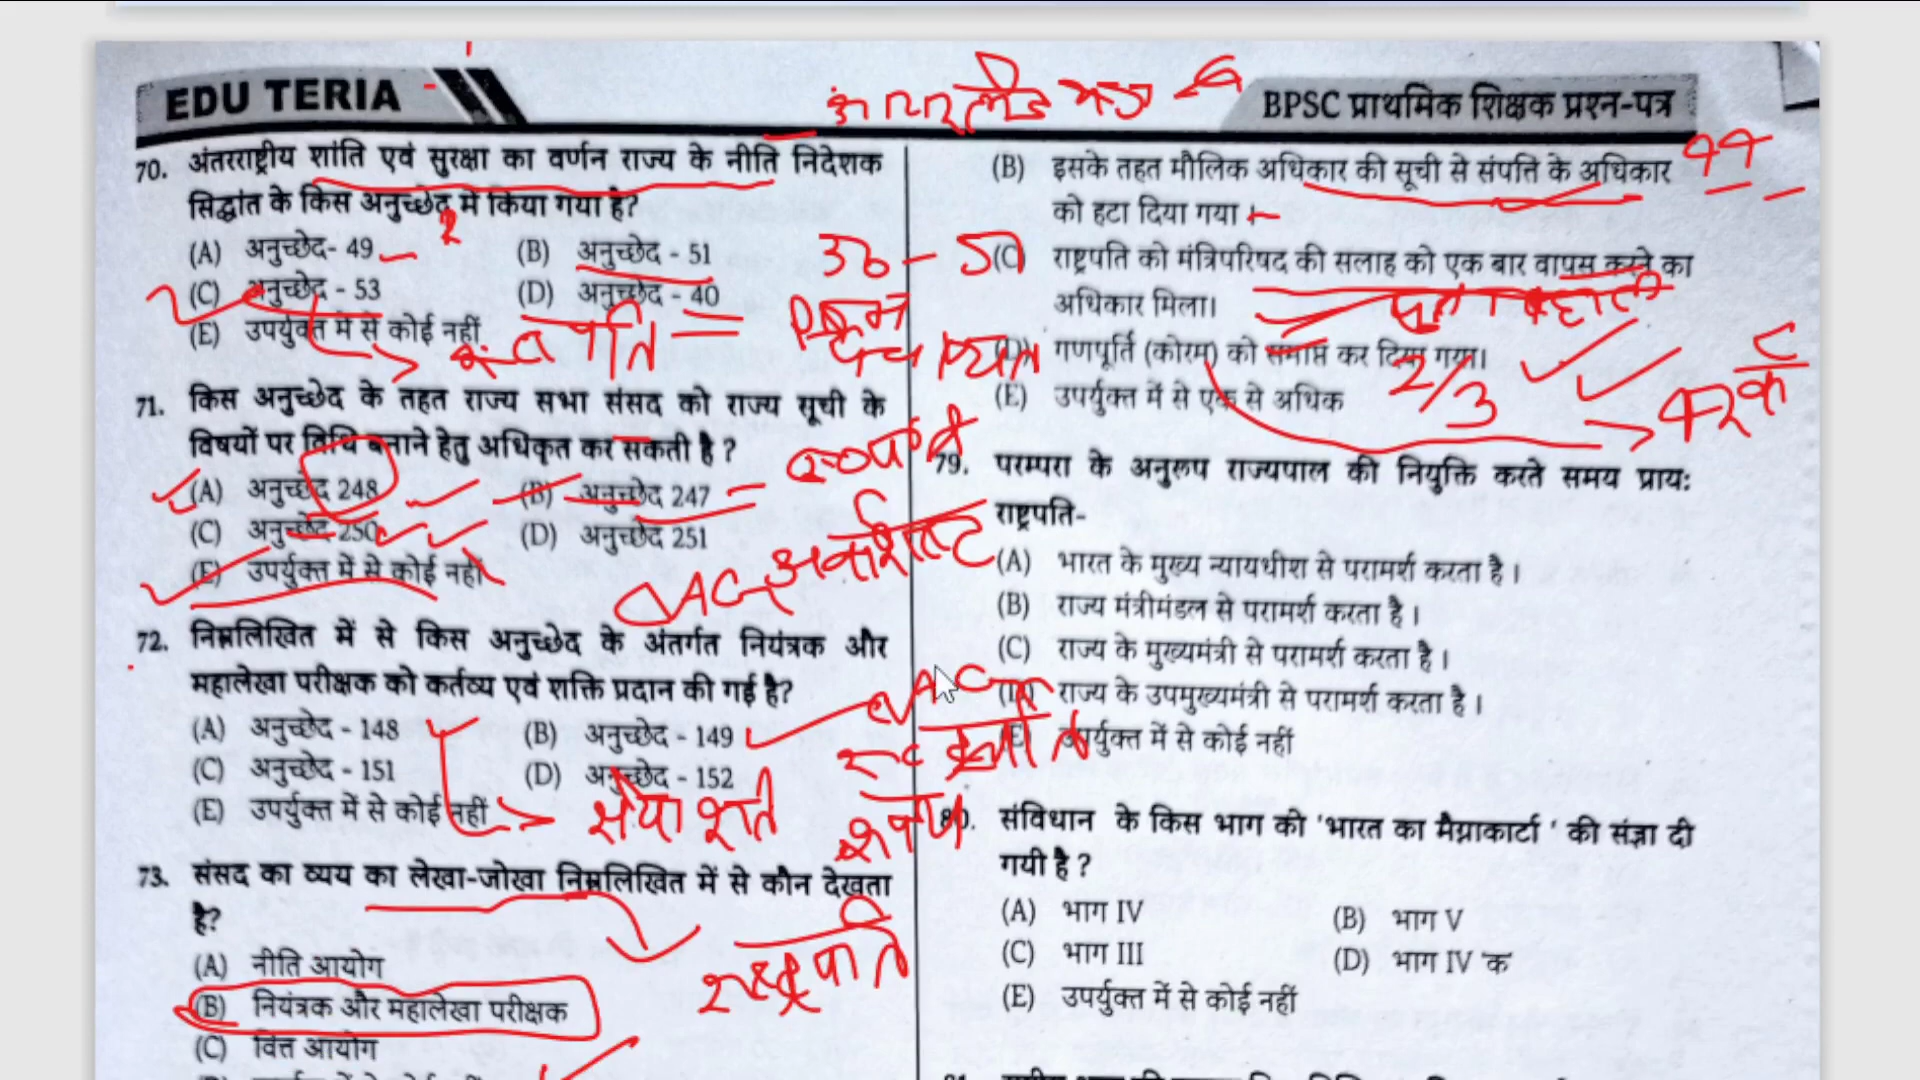 EDU TERIA
BPSC प्राथमिक शिक्षक प्रश्न-पत्र
70. अंतरराष्ट्रीय शांति एवं सुरक्षा का वर्णन राज्य के नीति निदेशक
सिद्धांत के किस अनुच्छेद में किया गया है?
(A) अनुच्छेद- 49
(B) अनुच्छेद - 51
(C) अनुच्छेद - 53
(D) अनुच्छेद - 40
(E) उपर्युक्त में से कोई नहीं
36 - 51
71. किस अनुच्छेद के तहत राज्य सभा संसद को राज्य सूची के
विषयों पर विधि बनाने हेतु अधिकृत कर सकती है ?
(A) अनुच्छेद 248
(B) अनुच्छेद 247
(C) अनुच्छेद 250
(D) अनुच्छेद 251
(E) उपर्युक्त में से कोई नहीं
CAG
72. निम्नलिखित में से किस अनुच्छेद के अंतर्गत नियंत्रक और
महालेखा परीक्षक को कर्तव्य एवं शक्ति प्रदान की गई है?
(A) अनुच्छेद - 148
(B) अनुच्छेद - 149
(C) अनुच्छेद - 151
(D) अनुच्छेद - 152
(E) उपर्युक्त में से कोई नहीं
CAG
शपथ
73. संसद का व्यय का लेखा-जोखा निम्नलिखित में से कौन देखता
है?
(A) नीति आयोग
राष्ट्रपति
(B) नियंत्रक और महालेखा परीक्षक
(C) वित्त आयोग
(B) इसके तहत मौलिक अधिकार की सूची से संपत्ति के अधिकार
44
को हटा दिया गया ।
(C) राष्ट्रपति को मंत्रिपरिषद की सलाह को एक बार वापस करने का
अधिकार मिला।
(D) गणपूर्ति (कोरम) को समाप्त कर दिया गया।
2/3
42
(E) उपर्युक्त में से एक से अधिक
79. परम्परा के अनुरूप राज्यपाल की नियुक्ति करते समय प्राय:
राष्ट्रपति-
(A) भारत के मुख्य न्यायधीश से परामर्श करता है ।
(B) राज्य मंत्रीमंडल से परामर्श करता है ।
(C) राज्य के मुख्यमंत्री से परामर्श करता है ।
(D) राज्य के उपमुख्यमंत्री से परामर्श करता है ।
(E) उपर्युक्त में से कोई नहीं
80. संविधान के किस भाग की 'भारत का मैग्नाकार्टा ' की संज्ञा दी
गयी है ?
(A) भाग IV
(B) भाग V
(C) भाग III
(D) भाग IV 'क'
(E) उपर्युक्त में से कोई नहीं